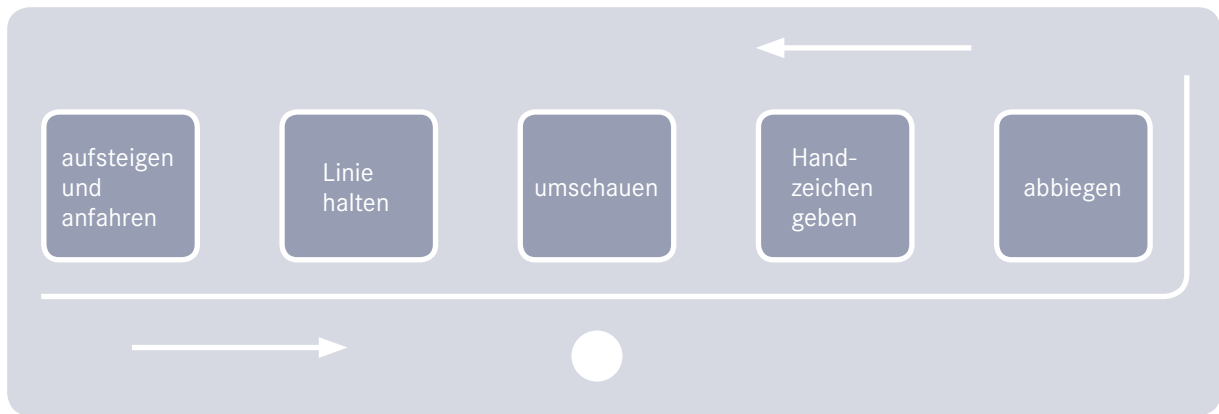 aufsteigen
und
anfahren
Linie
halten
umschauen
Hand-
zeichen
geben
abbiegen